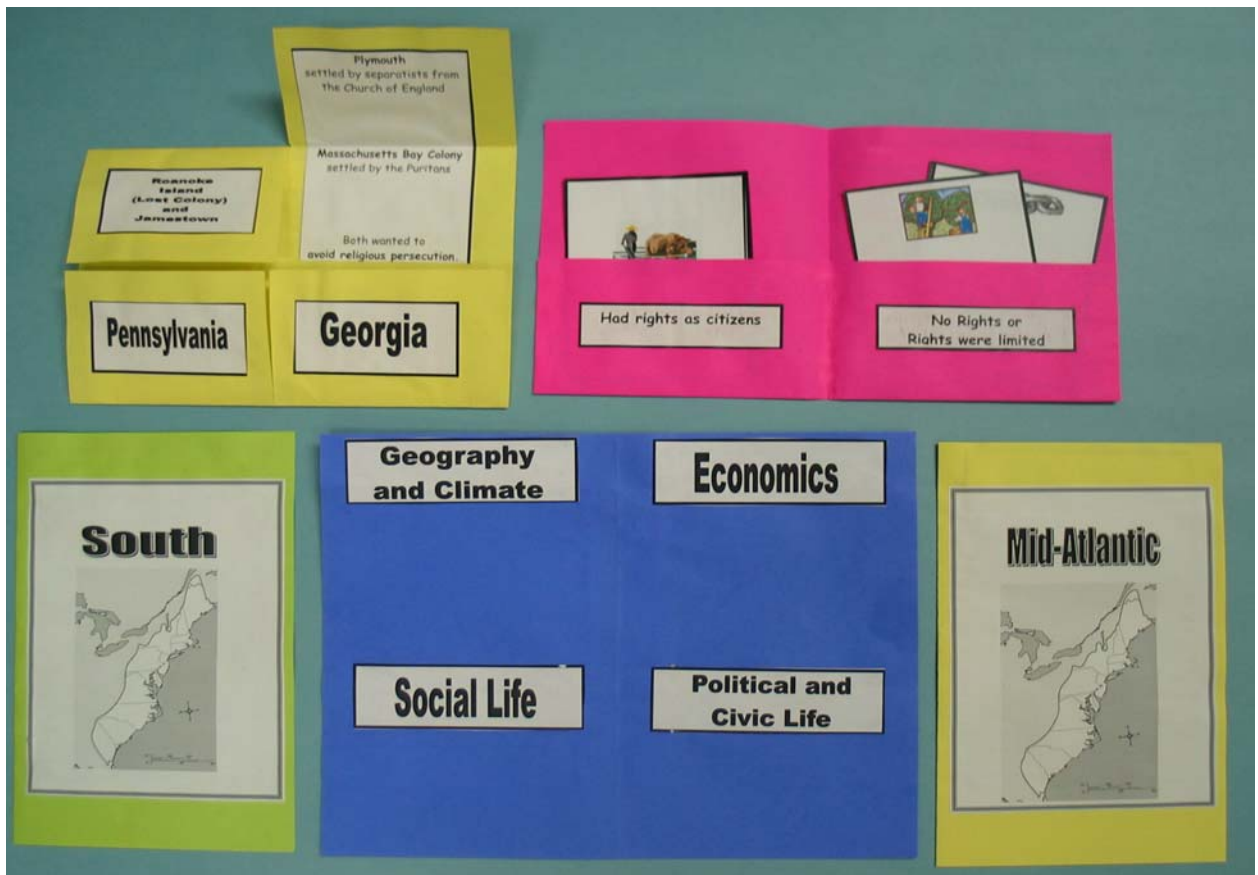 Plymouth
settled by separatists from
the Church of England
Massachusetts Bay Colony
settled by the Puritans
Both wanted to
avoid religious persecution.
Roanoke
Island
(Lost Colony)
and
Jamestown
Pennsylvania
Georgia
Had rights as citizens
No Rights or
Rights were limited
South
Geography
and Climate
Economics
Social Life
Political and
Civic Life
Mid-Atlantic